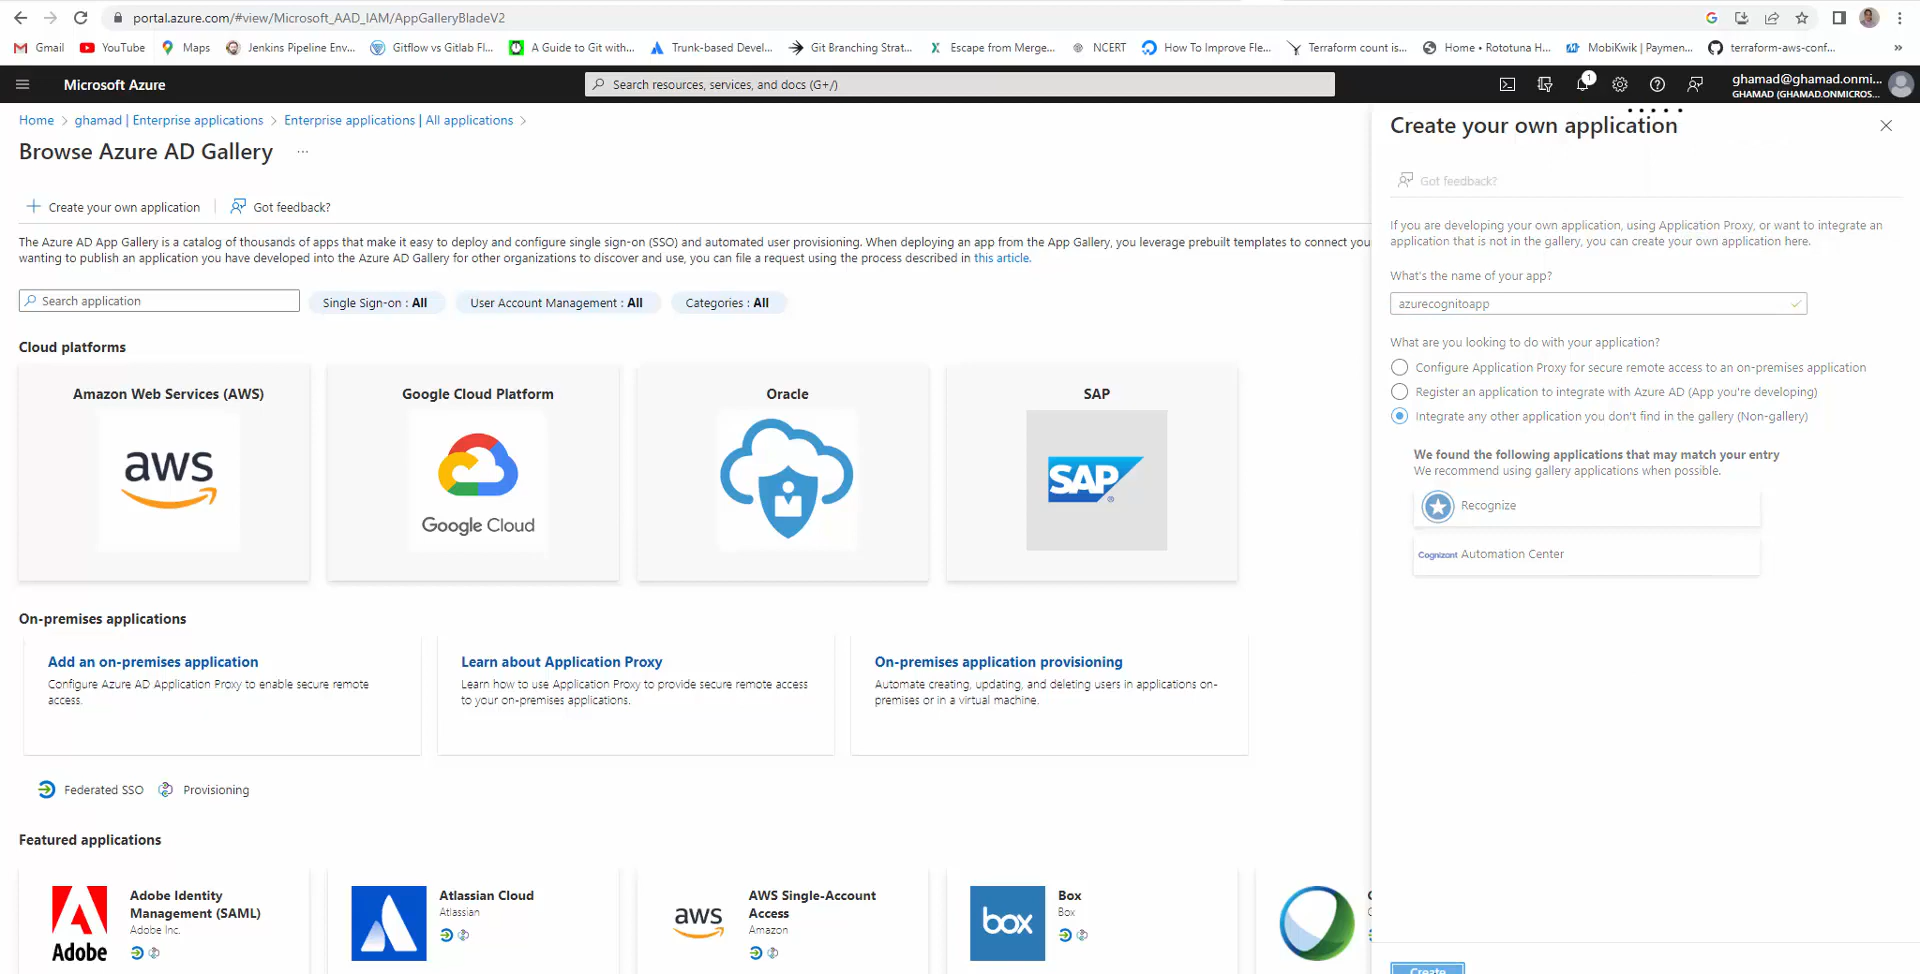 portal.azure.com/#view/Microsoft_AAD_IAM/AppGalleryBladeV2
Gmail YouTube Maps Jenkins Pipeline Env... Gitflow vs Gitlab Fl... A Guide to Git with... Trunk-based Devel... Git Branching Strat... Escape from Merge... NCERT How To Improve Fle... Terraform count is... Home • Rototuna H... MobiKwik | Paymen... terraform-aws-conf... »
Microsoft Azure
Search resources, services, and docs (G+/)
1
ghamad@ghamad.onmi...
GHAMAD (GHAMAD.ONMICROS...
Home > ghamad | Enterprise applications > Enterprise applications | All applications >
Browse Azure AD Gallery ...
Create your own application
Got feedback?
The Azure AD App Gallery is a catalog of thousands of apps that make it easy to deploy and configure single sign-on (SSO) and automated user provisioning. When deploying an app from the App Gallery, you leverage prebuilt templates to connect you
wanting to publish an application you have developed into the Azure AD Gallery for other organizations to discover and use, you can file a request using the process described in this article.
Search application
Single Sign-on : All
User Account Management : All
Categories : All
Cloud platforms
Amazon Web Services (AWS)
aws
Google Cloud Platform
Google Cloud
Oracle
SAP
SAP
®
On-premises applications
Add an on-premises application
Configure Azure AD Application Proxy to enable secure remote
access.
Learn about Application Proxy
Learn how to use Application Proxy to provide secure remote access
to your on-premises applications.
On-premises application provisioning
Automate creating, updating, and deleting users in applications on-
premises or in a virtual machine.
Federated SSO Provisioning
Featured applications
Adobe
Adobe Identity
Management (SAML)
Adobe Inc.
Atlassian Cloud
Atlassian
aws
AWS Single-Account
Access
Amazon
box
Box
Box
Create your own application
Got feedback?
If you are developing your own application, using Application Proxy, or want to integrate an
application that is not in the gallery, you can create your own application here.
What's the name of your app?
azurecognitoapp
What are you looking to do with your application?
Configure Application Proxy for secure remote access to an on-premises application
Register an application to integrate with Azure AD (App you're developing)
Integrate any other application you don't find in the gallery (Non-gallery)
We found the following applications that may match your entry
We recommend using gallery applications when possible.
Recognize
Cognizant Automation Center
Create